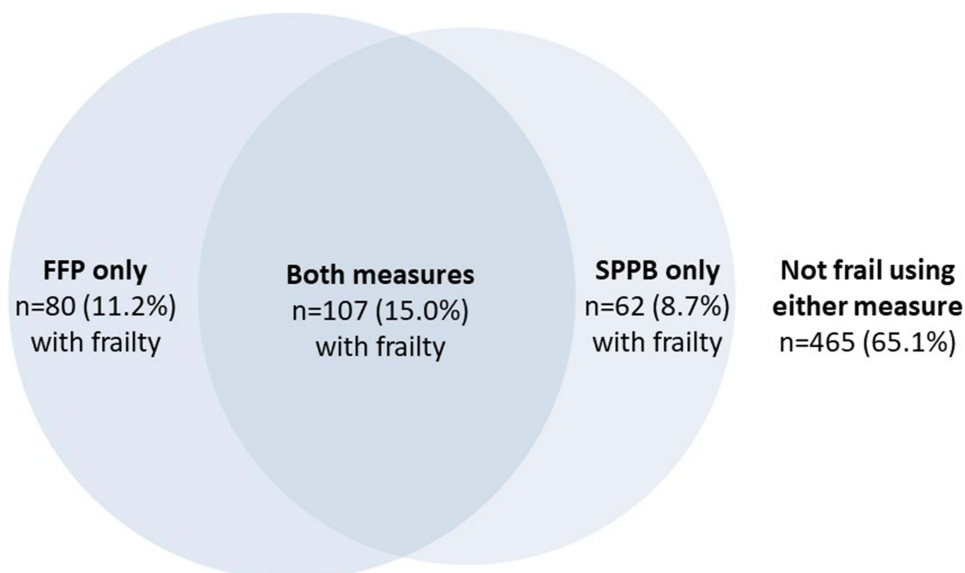 FFP only
n=80 (11.2%)
with frailty
Both measures
n=107 (15.0%)
with frailty
SPPB only
n=62 (8.7%)
with frailty
Not frail using
either measure
n=465 (65.1%)